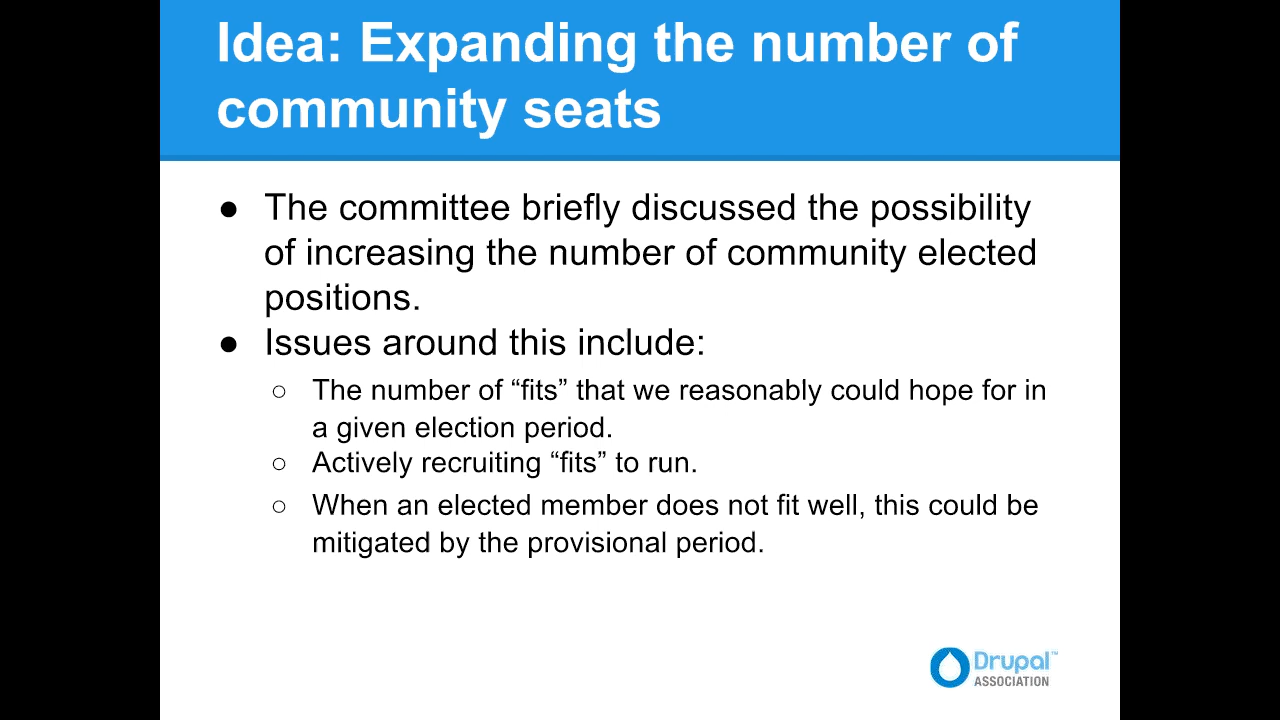 Idea: Expanding the number of
community seats
● The committee briefly discussed the possibility
of increasing the number of community elected
positions.
● Issues around this include:
○ The number of “fits” that we reasonably could hope for in
a given election period.
○ Actively recruiting “fits” to run.
○ When an elected member does not fit well, this could be
mitigated by the provisional period.
Drupal™
ASSOCIATION